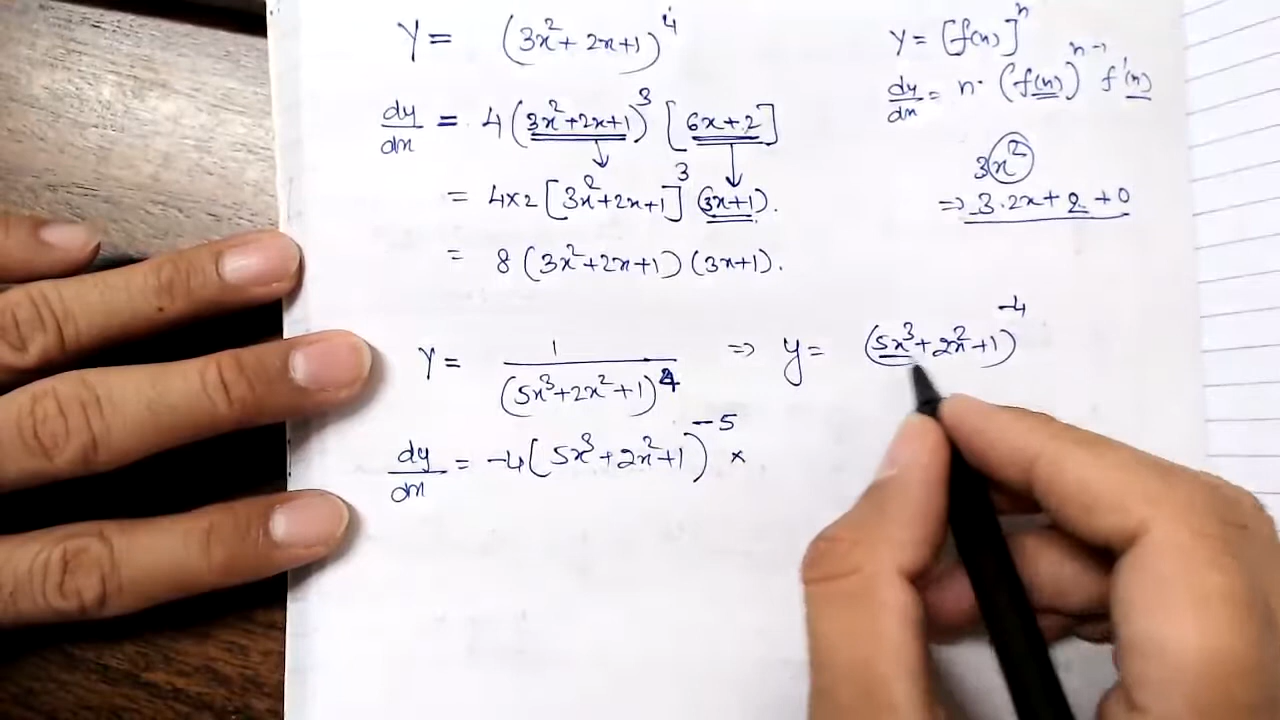 Y = (3x²+2x+1)⁴
dy/dx = 4(3x²+2x+1)³ [6x+2]
= 4×2[3x²+2x+1]³ (3x+1).
= 8(3x²+2x+1)(3x+1).
Y = [f(x)]ⁿ
dy/dx = n·(f(x))ⁿ⁻¹ f'(x)
3x²
⇒ 3·2x+2+0
Y = 1/(5x³+2x²+1)⁴ ⇒ y = (5x³+2x²+1)⁻⁴
dy/dx = -4(5x³+2x²+1)⁻⁵ ×